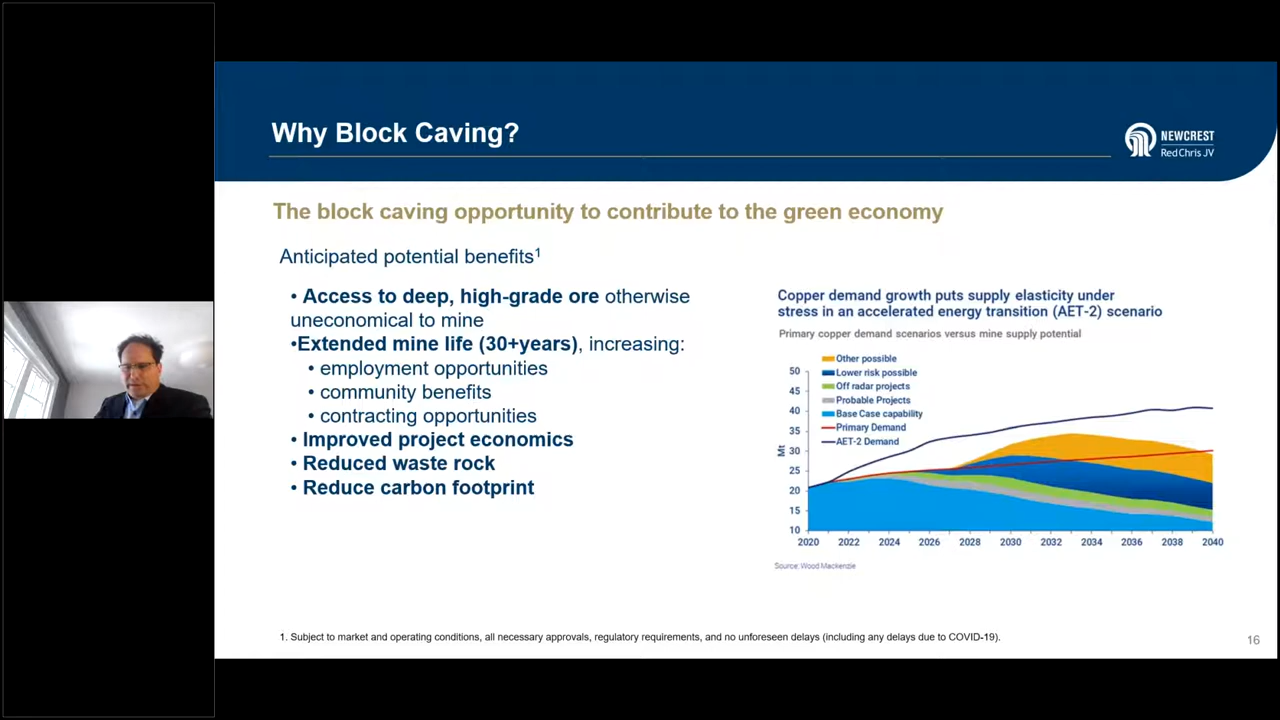 Why Block Caving?
NEWCREST
Red Chris JV
The block caving opportunity to contribute to the green economy
Anticipated potential benefits1
• Access to deep, high-grade ore otherwise
uneconomical to mine
•Extended mine life (30+years), increasing:
• employment opportunities
• community benefits
• contracting opportunities
• Improved project economics
• Reduced waste rock
• Reduce carbon footprint
Copper demand growth puts supply elasticity under
stress in an accelerated energy transition (AET-2) scenario
Primary copper demand scenarios versus mine supply potential
Other possible
Lower risk possible
Off radar projects
Probable Projects
Base Case capability
Primary Demand
AET-2 Demand
Mt
50
45
40
35
30
25
20
15
10
2020 2022 2024 2026 2028 2030 2032 2034 2036 2038 2040
Source: Wood Mackenzie
1. Subject to market and operating conditions, all necessary approvals, regulatory requirements, and no unforeseen delays (including any delays due to COVID-19).
16